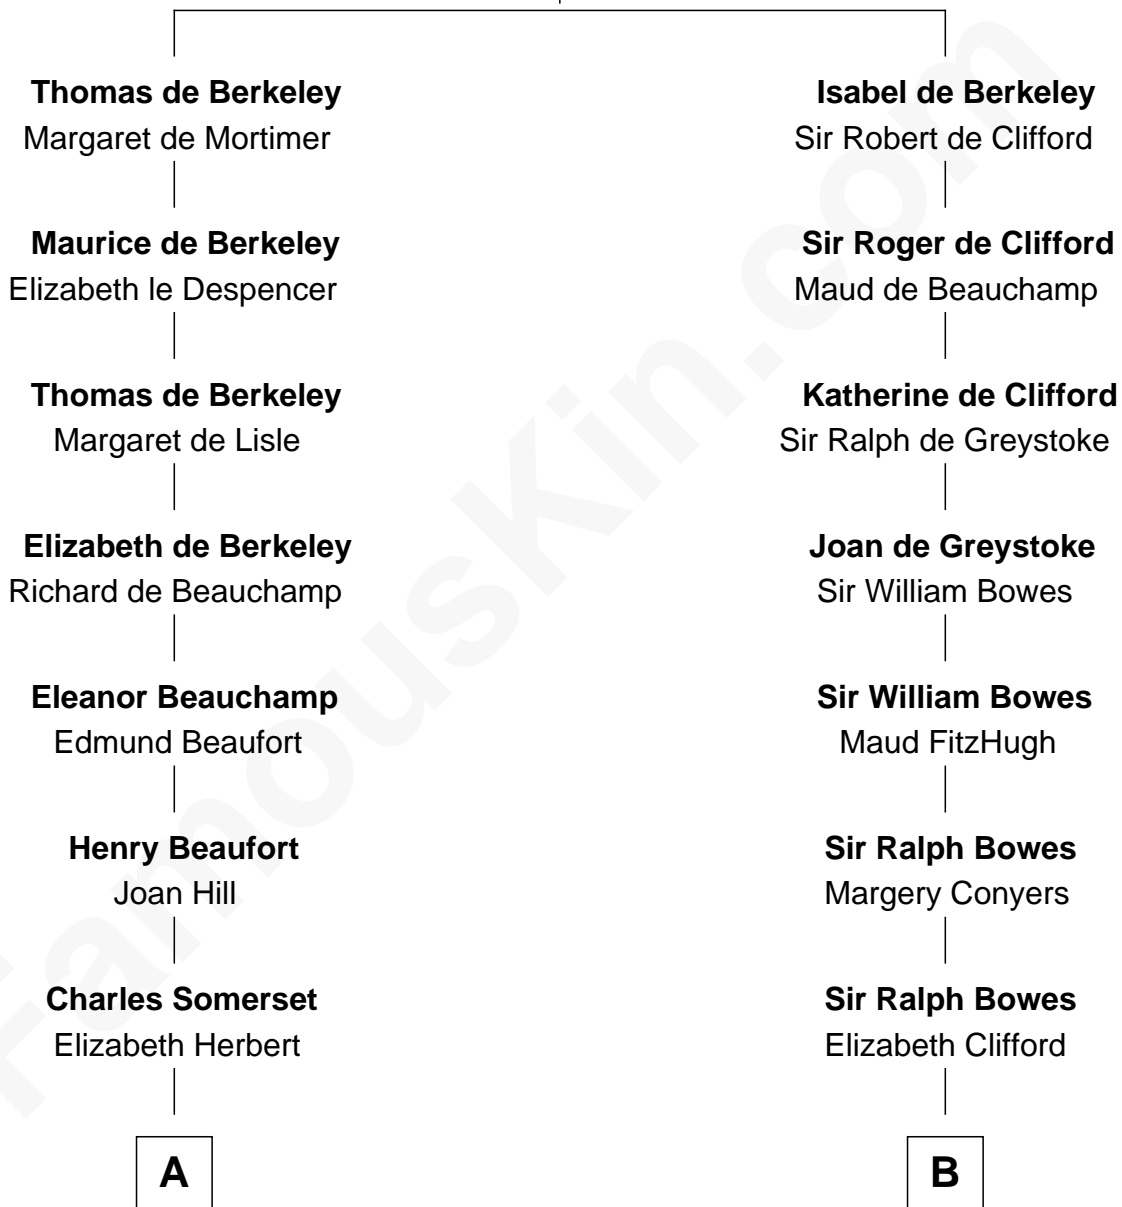 Thomas de Berkeley
Margaret de Mortimer
Maurice de Berkeley
Elizabeth le Despencer
Thomas de Berkeley
Margaret de Lisle
Elizabeth de Berkeley
Richard de Beauchamp
Eleanor Beauchamp
Edmund Beaufort
Henry Beaufort
Joan Hill
Charles Somerset
Elizabeth Herbert
A
Isabel de Berkeley
Sir Robert de Clifford
Sir Roger de Clifford
Maud de Beauchamp
Katherine de Clifford
Sir Ralph de Greystoke
Joan de Greystoke
Sir William Bowes
Sir William Bowes
Maud FitzHugh
Sir Ralph Bowes
Margery Conyers
Sir Ralph Bowes
Elizabeth Clifford
B
FamousKin.com